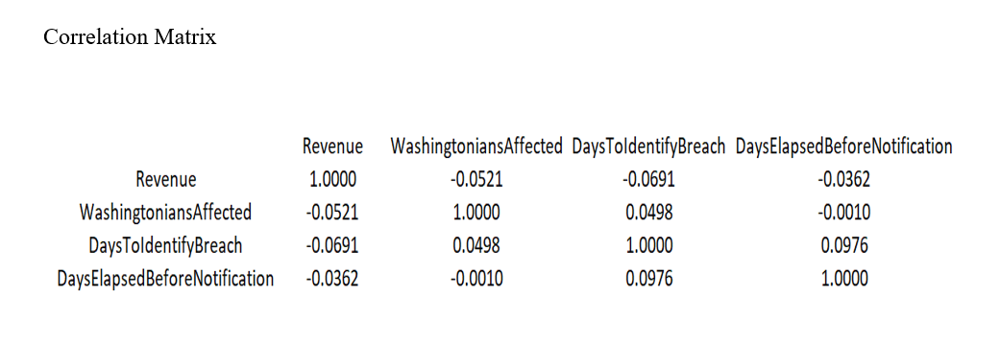 Correlation Matrix
Revenue WashingtoniansAffected DaysToIdentifyBreach DaysElapsedBeforeNotification
Revenue 1.0000 -0.0521 -0.0691 -0.0362
WashingtoniansAffected -0.0521 1.0000 0.0498 -0.0010
DaysToIdentifyBreach -0.0691 0.0498 1.0000 0.0976
DaysElapsedBeforeNotification -0.0362 -0.0010 0.0976 1.0000